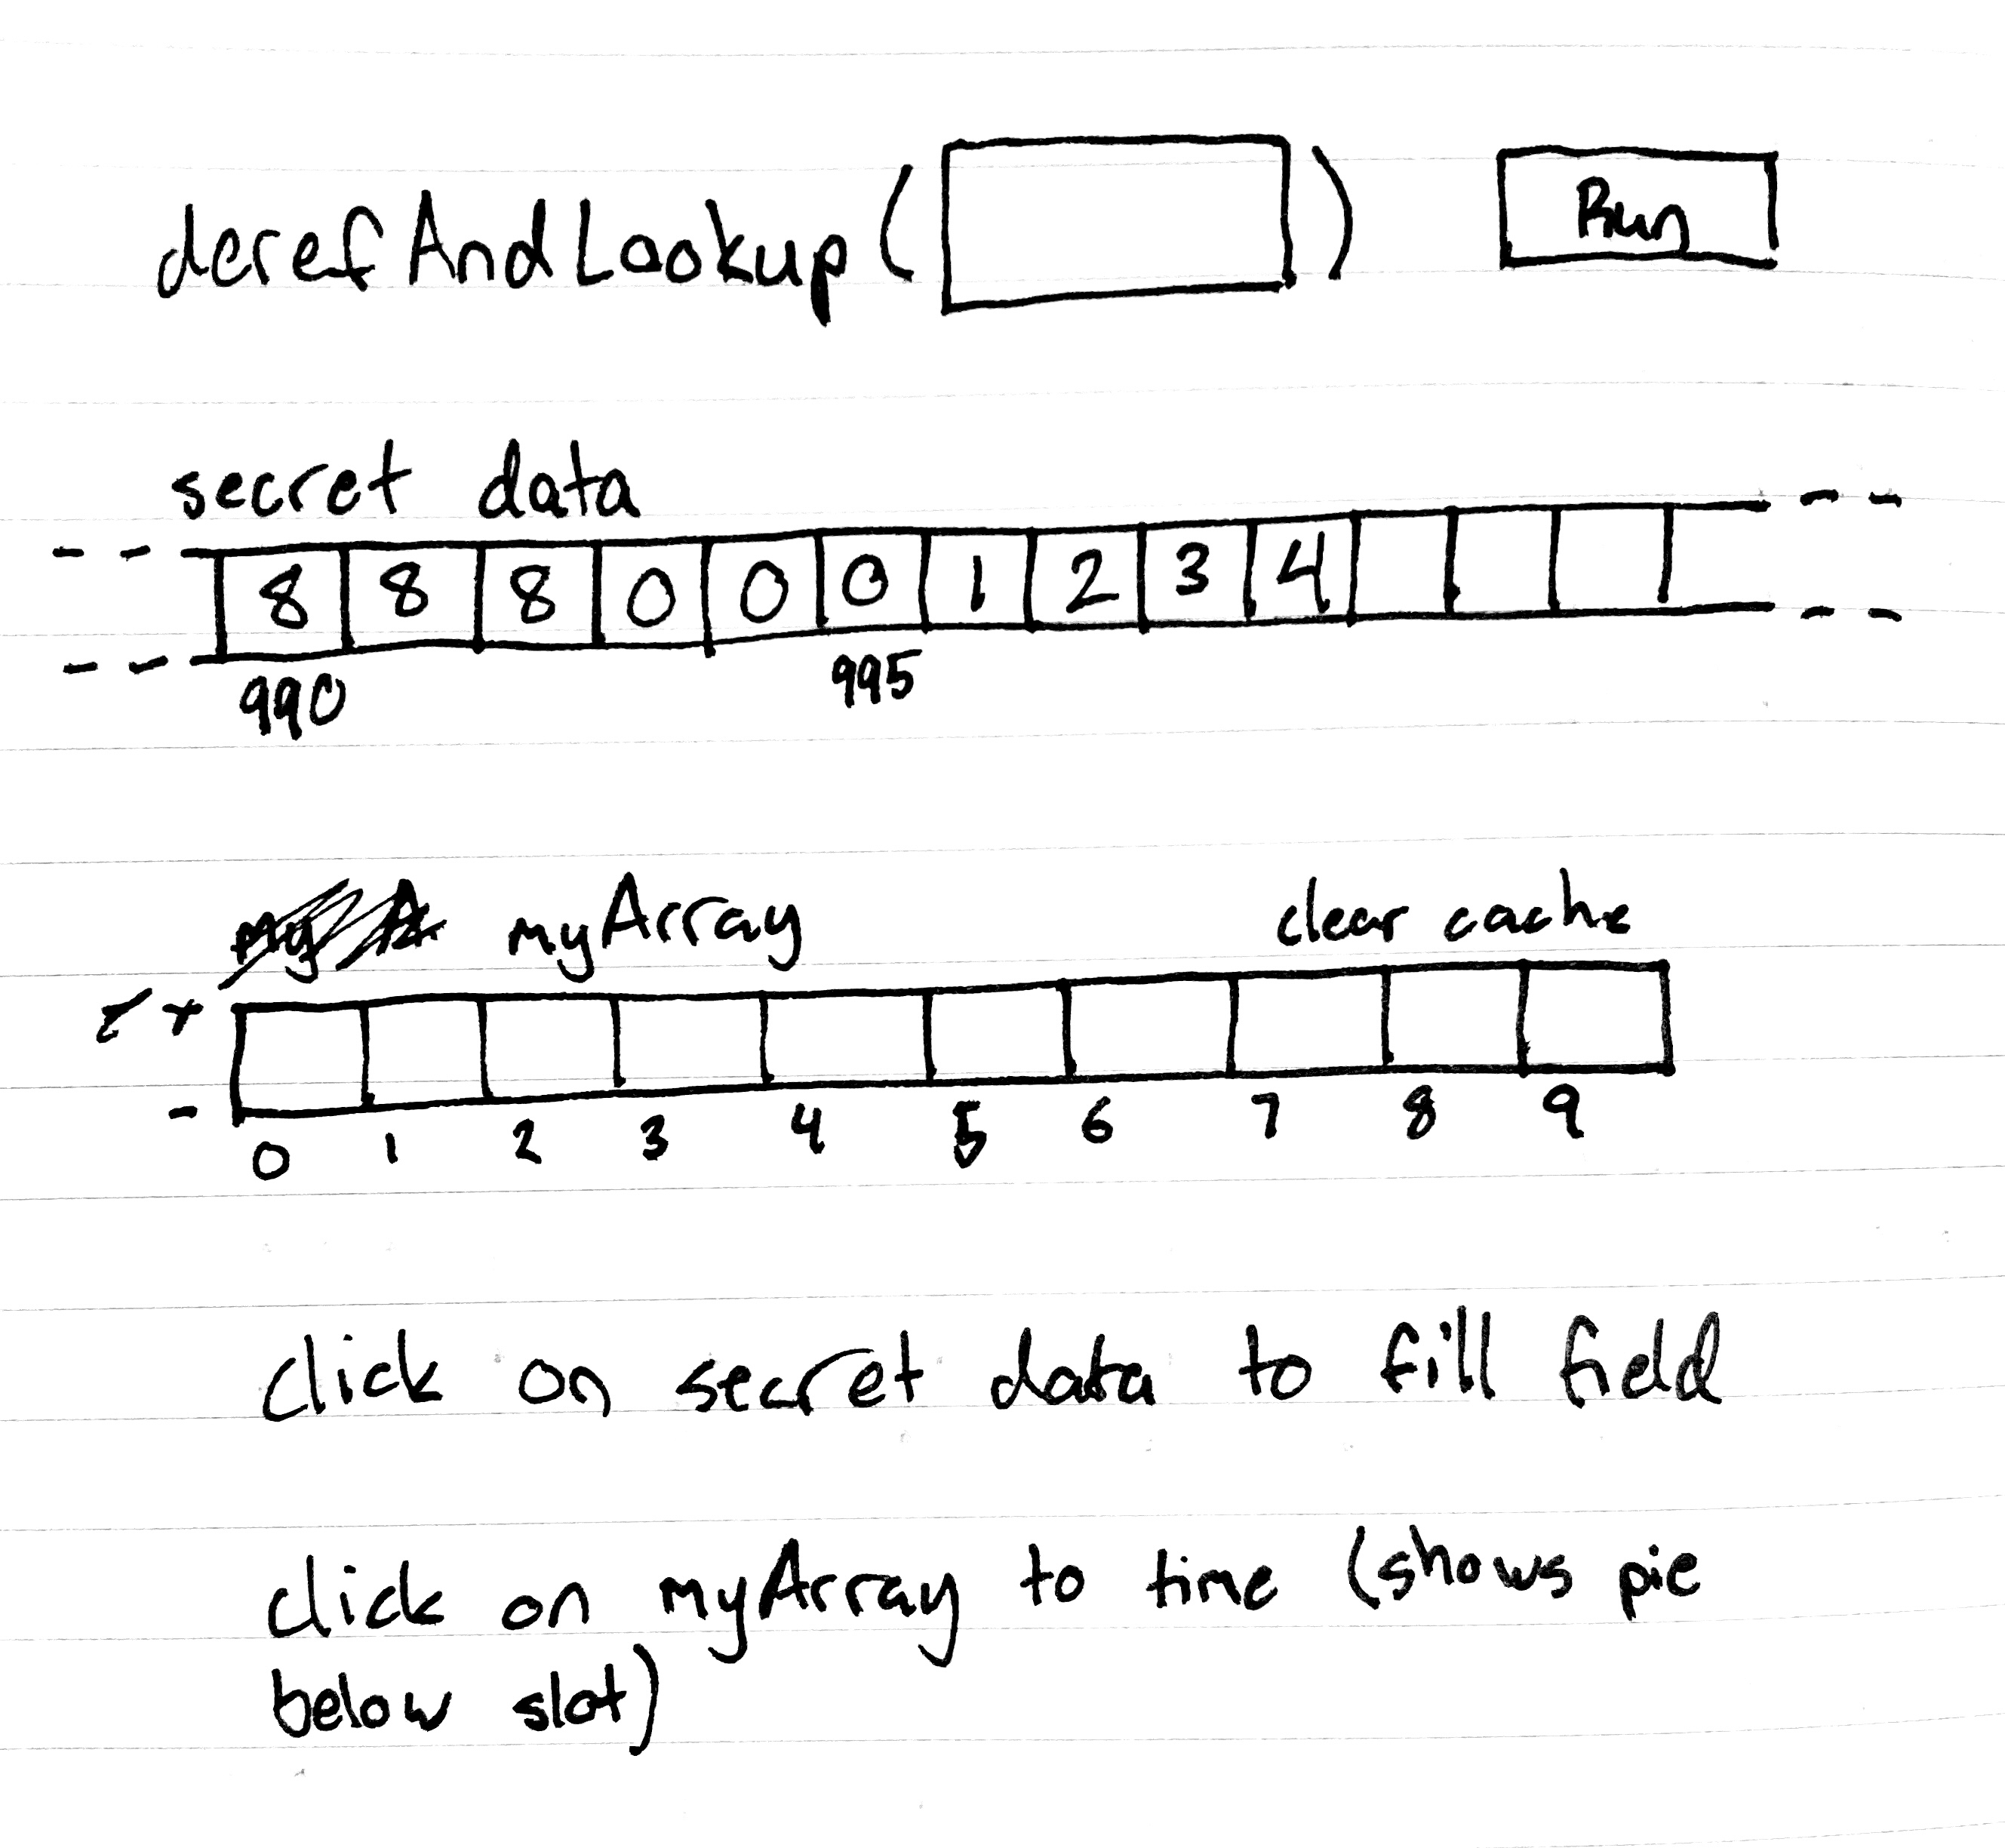 derefAndLookup( ) Run
secret data
8 8 8 0 0 0 1 2 3 4
990 995
myArray clear cache
+
-
0 1 2 3 4 5 6 7 8 9
click on secret data to fill field
click on myArray to time (shows pie
below slot)